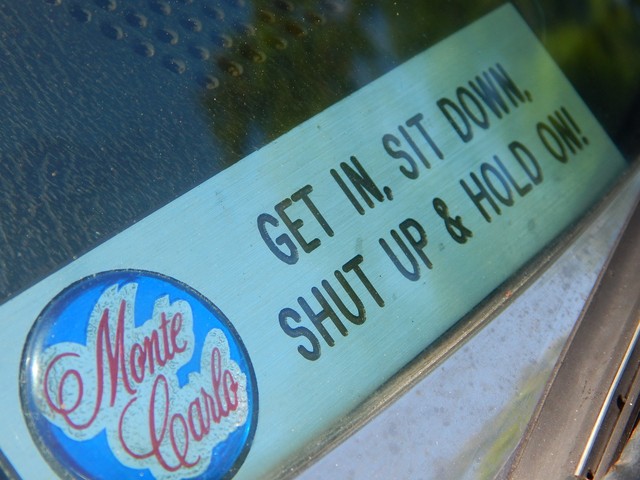 GET IN, SIT DOWN,
SHUT UP & HOLD ON!
Monte
Carlo